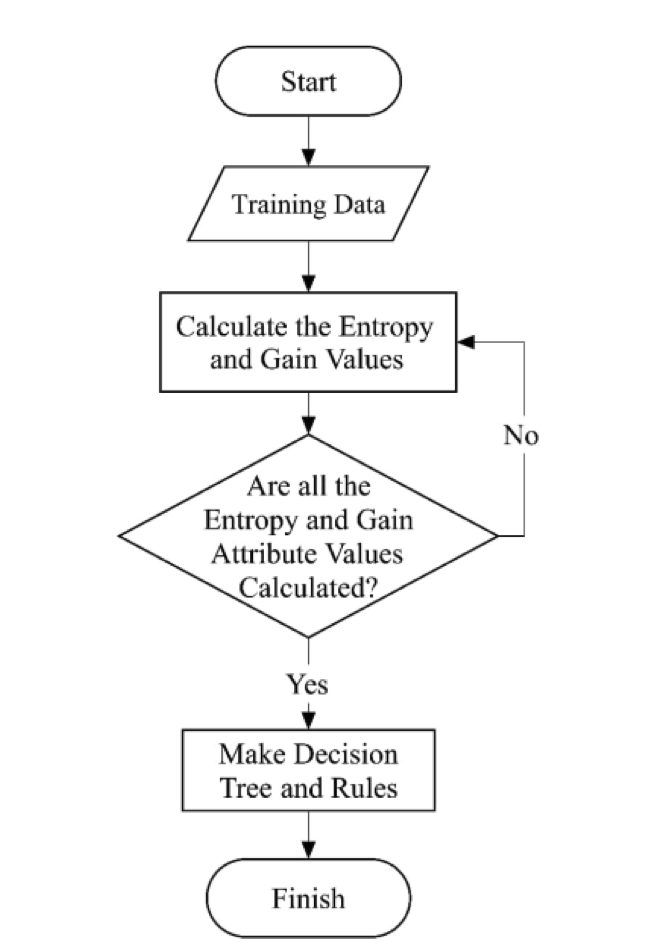 Start
Training Data
Calculate the Entropy
and Gain Values
No
Are all the
Entropy and Gain
Attribute Values
Calculated?
Yes
Make Decision
Tree and Rules
Finish